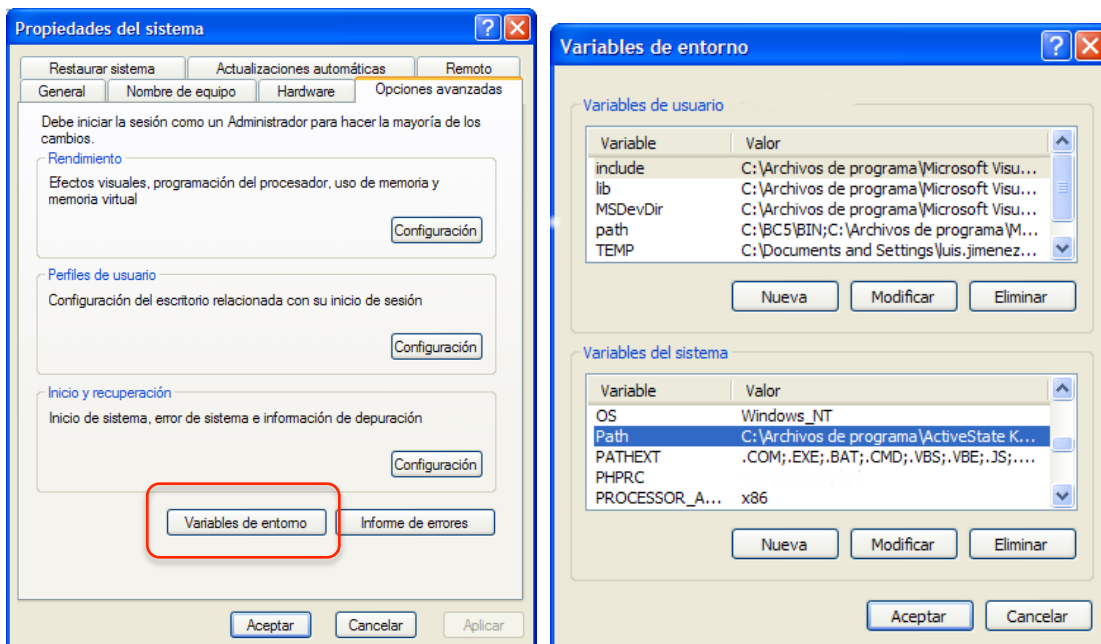 Propiedades del sistema
Restaurar sistema Actualizaciones automáticas Remoto
General Nombre de equipo Hardware Opciones avanzadas
Debe iniciar la sesión como un Administrador para hacer la mayoría de los
cambios.
Rendimiento
Efectos visuales, programación del procesador, uso de memoria y
memoria virtual
Configuración
Perfiles de usuario
Configuración del escritorio relacionada con su inicio de sesión
Configuración
Inicio y recuperación
Inicio de sistema, error de sistema e información de depuración
Configuración
Variables de entorno Informe de errores
Aceptar Cancelar Aplicar
Variables de entorno
Variables de usuario
Variable Valor
include C:\Archivos de programa\Microsoft Visu...
lib C:\Archivos de programa\Microsoft Visu...
MSDevDir C:\Archivos de programa\Microsoft Visu...
path C:\BC5\BIN;C:\Archivos de programa\M...
TEMP C:\Documents and Settings\luis.jimenez...
Nueva Modificar Eliminar
Variables del sistema
Variable Valor
OS Windows_NT
Path C:\Archivos de programa\ActiveState K...
PATHEXT .COM;.EXE;.BAT;.CMD;.VBS;.VBE;.JS;....
PHPRC
PROCESSOR_A... x86
Nueva Modificar Eliminar
Aceptar Cancelar